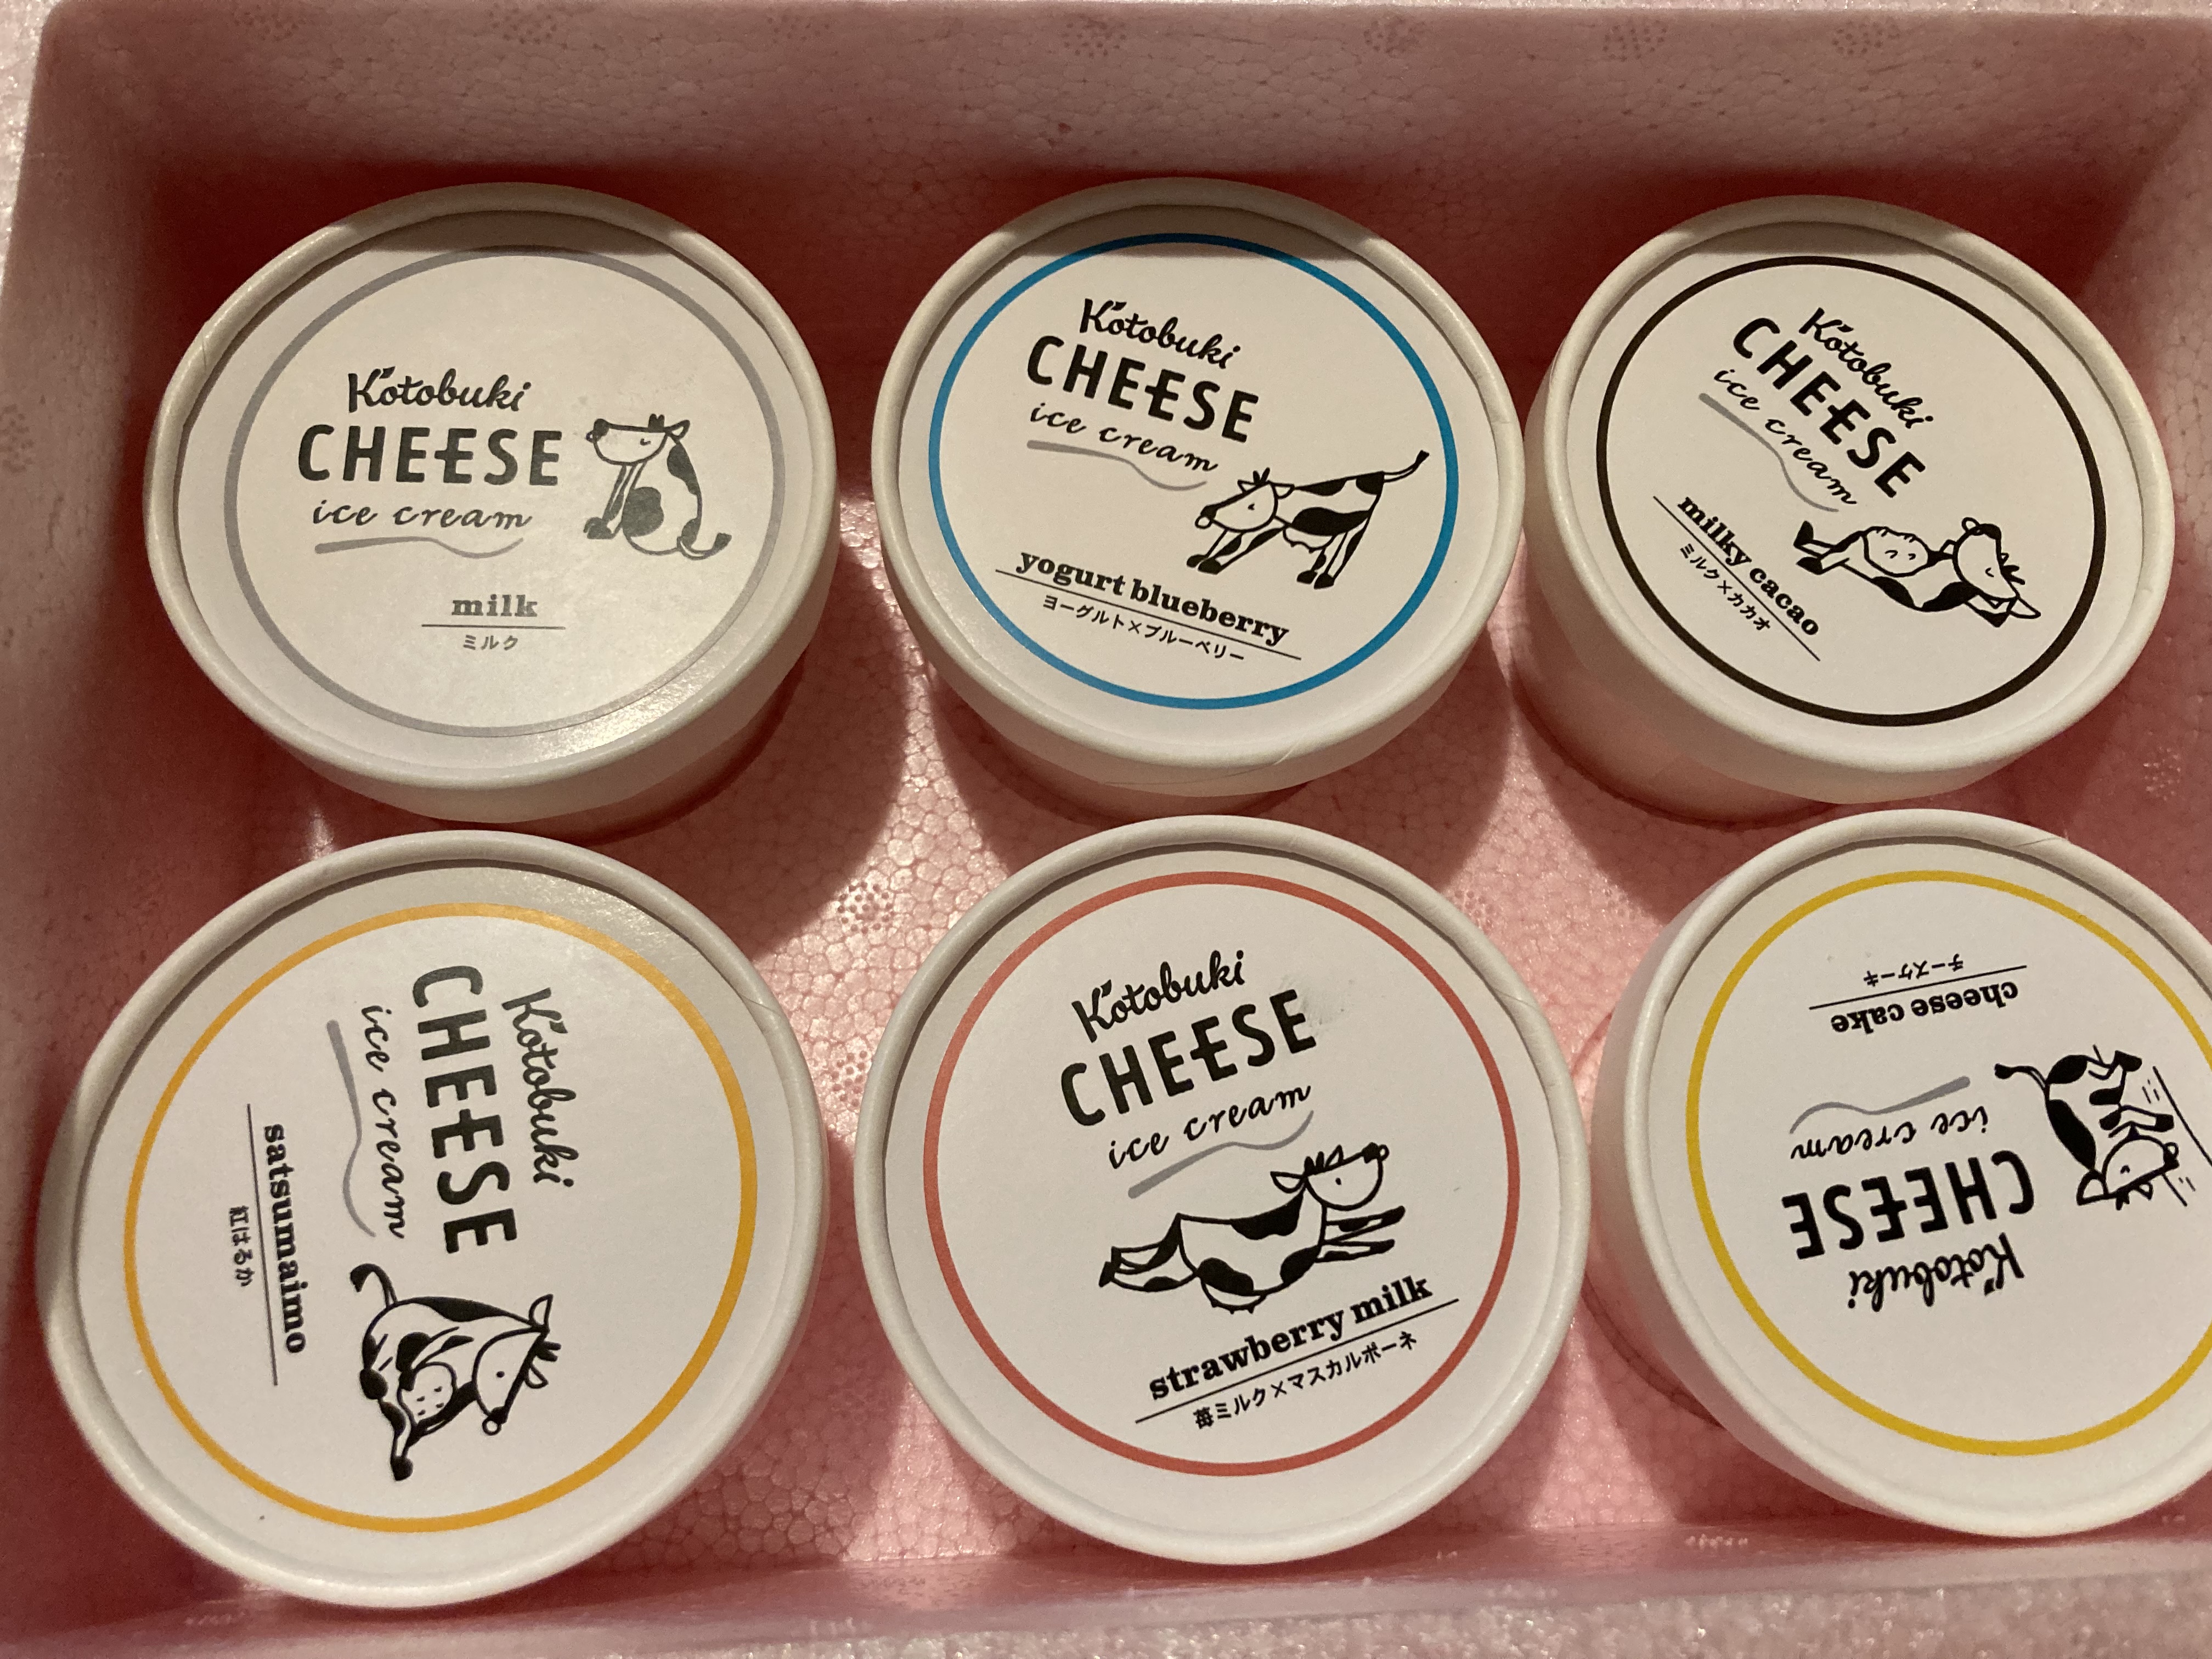 Kotobuki
CHEESE
ice cream
milk
ミルク
Kotobuki
CHEESE
ice cream
yogurt blueberry
ヨーグルト×ブルーベリー
Kotobuki
CHEESE
ice cream
milky cacao
ミルク×カカオ
Kotobuki
CHEESE
ice cream
satsumaimo
紅はるか
Kotobuki
CHEESE
ice cream
strawberry milk
苺ミルク×マスカルポーネ
Kotobuki
CHEESE
ice cream
cheese cake
チーズケーキ